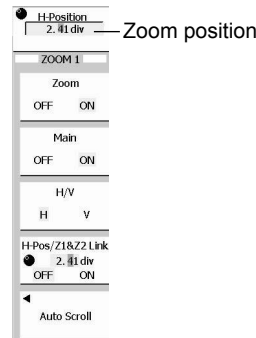 H-Position
2. 41 div
Zoom position
ZOOM 1
Zoom
OFF ON
Main
OFF ON
H/V
H V
H-Pos/Z1&Z2 Link
2. 41 div
OFF ON
Auto Scroll